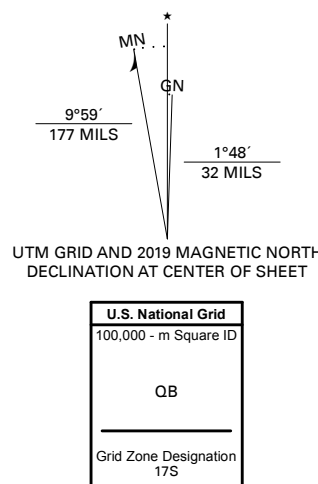 ★
MN
GN
9°59´
177 MILS
1°48´
32 MILS
UTM GRID AND 2019 MAGNETIC NORTH
DECLINATION AT CENTER OF SHEET
U.S. National Grid
100,000 - m Square ID
QB
Grid Zone Designation
17S